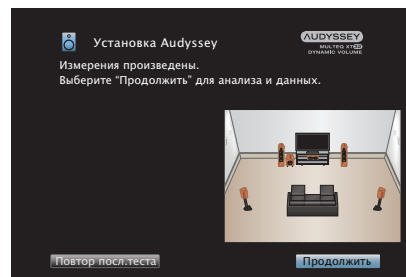 Установка Audyssey
AUDYSSEY
MULTEQ XT32
DYNAMIC VOLUME
Измерения произведены.
Выберите “Продолжить” для анализа и данных.
Повтор посл.теста
Продолжить